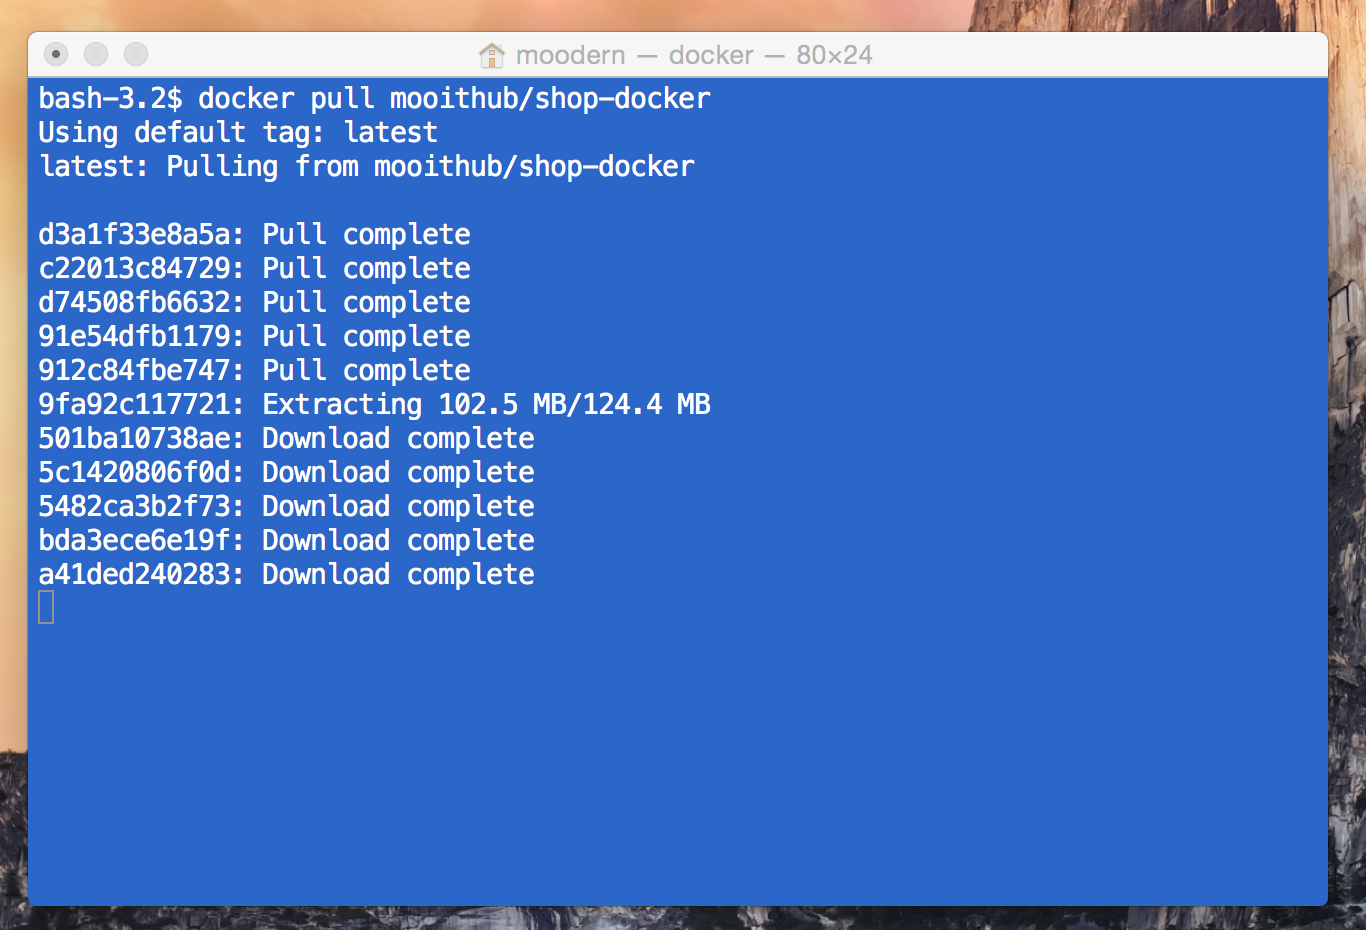 moodern — docker — 80×24
bash-3.2$ docker pull mooithub/shop-docker
Using default tag: latest
latest: Pulling from mooithub/shop-docker
d3a1f33e8a5a: Pull complete
c22013c84729: Pull complete
d74508fb6632: Pull complete
91e54dfb1179: Pull complete
912c84fbe747: Pull complete
9fa92c117721: Extracting 102.5 MB/124.4 MB
501ba10738ae: Download complete
5c1420806f0d: Download complete
5482ca3b2f73: Download complete
bda3ece6e19f: Download complete
a41ded240283: Download complete